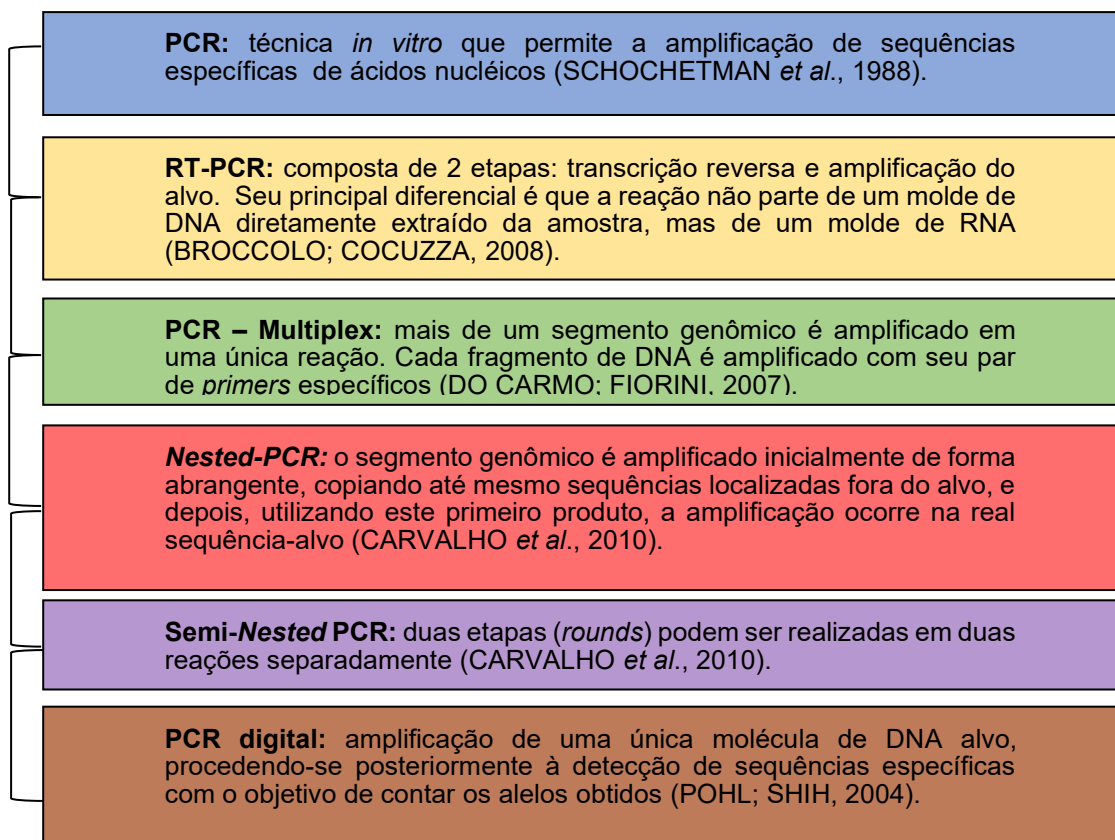 PCR: técnica in vitro que permite a amplificação de sequências
específicas de ácidos nucléicos (SCHOCHETMAN et al., 1988).
RT-PCR: composta de 2 etapas: transcrição reversa e amplificação do
alvo. Seu principal diferencial é que a reação não parte de um molde de
DNA diretamente extraído da amostra, mas de um molde de RNA
(BROCCOLO; COCUZZA, 2008).
PCR – Multiplex: mais de um segmento genômico é amplificado em
uma única reação. Cada fragmento de DNA é amplificado com seu par
de primers específicos (DO CARMO; FIORINI, 2007).
Nested-PCR: o segmento genômico é amplificado inicialmente de forma
abrangente, copiando até mesmo sequências localizadas fora do alvo, e
depois, utilizando este primeiro produto, a amplificação ocorre na real
sequência-alvo (CARVALHO et al., 2010).
Semi-Nested PCR: duas etapas (rounds) podem ser realizadas em duas
reações separadamente (CARVALHO et al., 2010).
PCR digital: amplificação de uma única molécula de DNA alvo,
procedendo-se posteriormente à detecção de sequências específicas
com o objetivo de contar os alelos obtidos (POHL; SHIH, 2004).